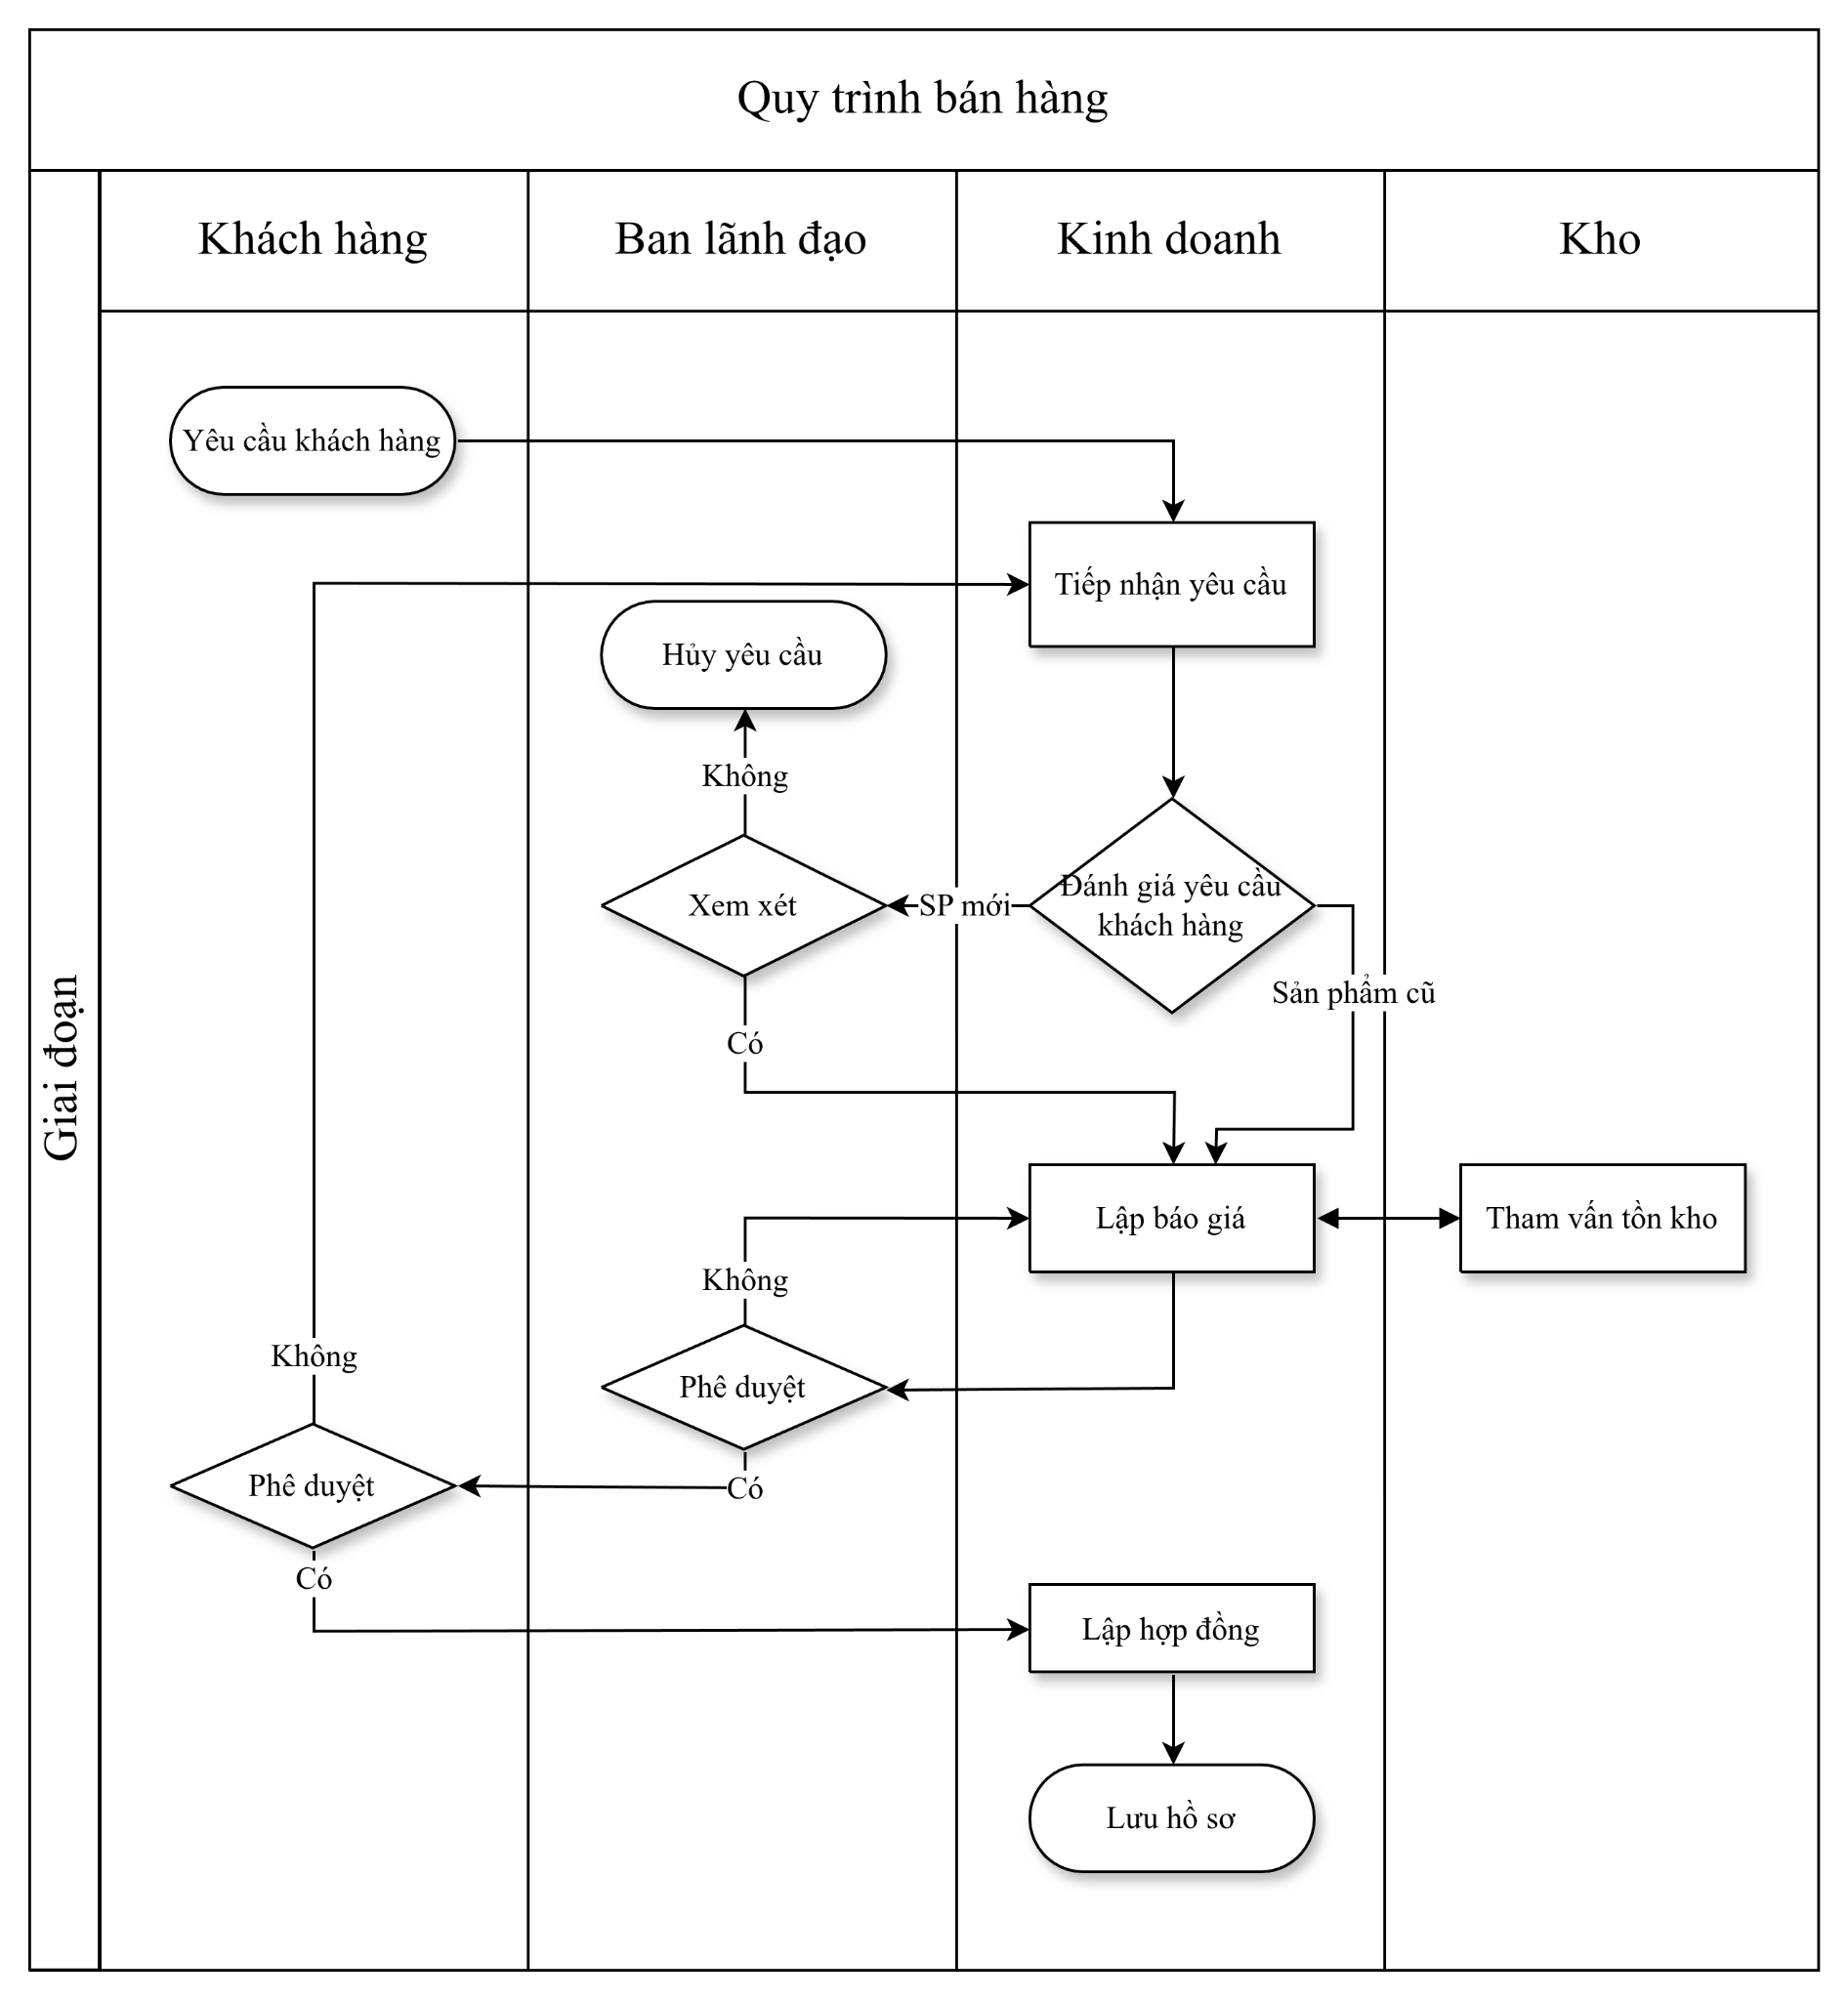 Quy trình bán hàng
Giai đoạn
Khách hàng
Ban lãnh đạo
Kinh doanh
Kho
Yêu cầu khách hàng
Tiếp nhận yêu cầu
Hủy yêu cầu
Không
Xem xét
SP mới
Đánh giá yêu cầu
khách hàng
Sản phẩm cũ
Có
Lập báo giá
Tham vấn tồn kho
Không
Phê duyệt
Không
Có
Phê duyệt
Có
Lập hợp đồng
Lưu hồ sơ